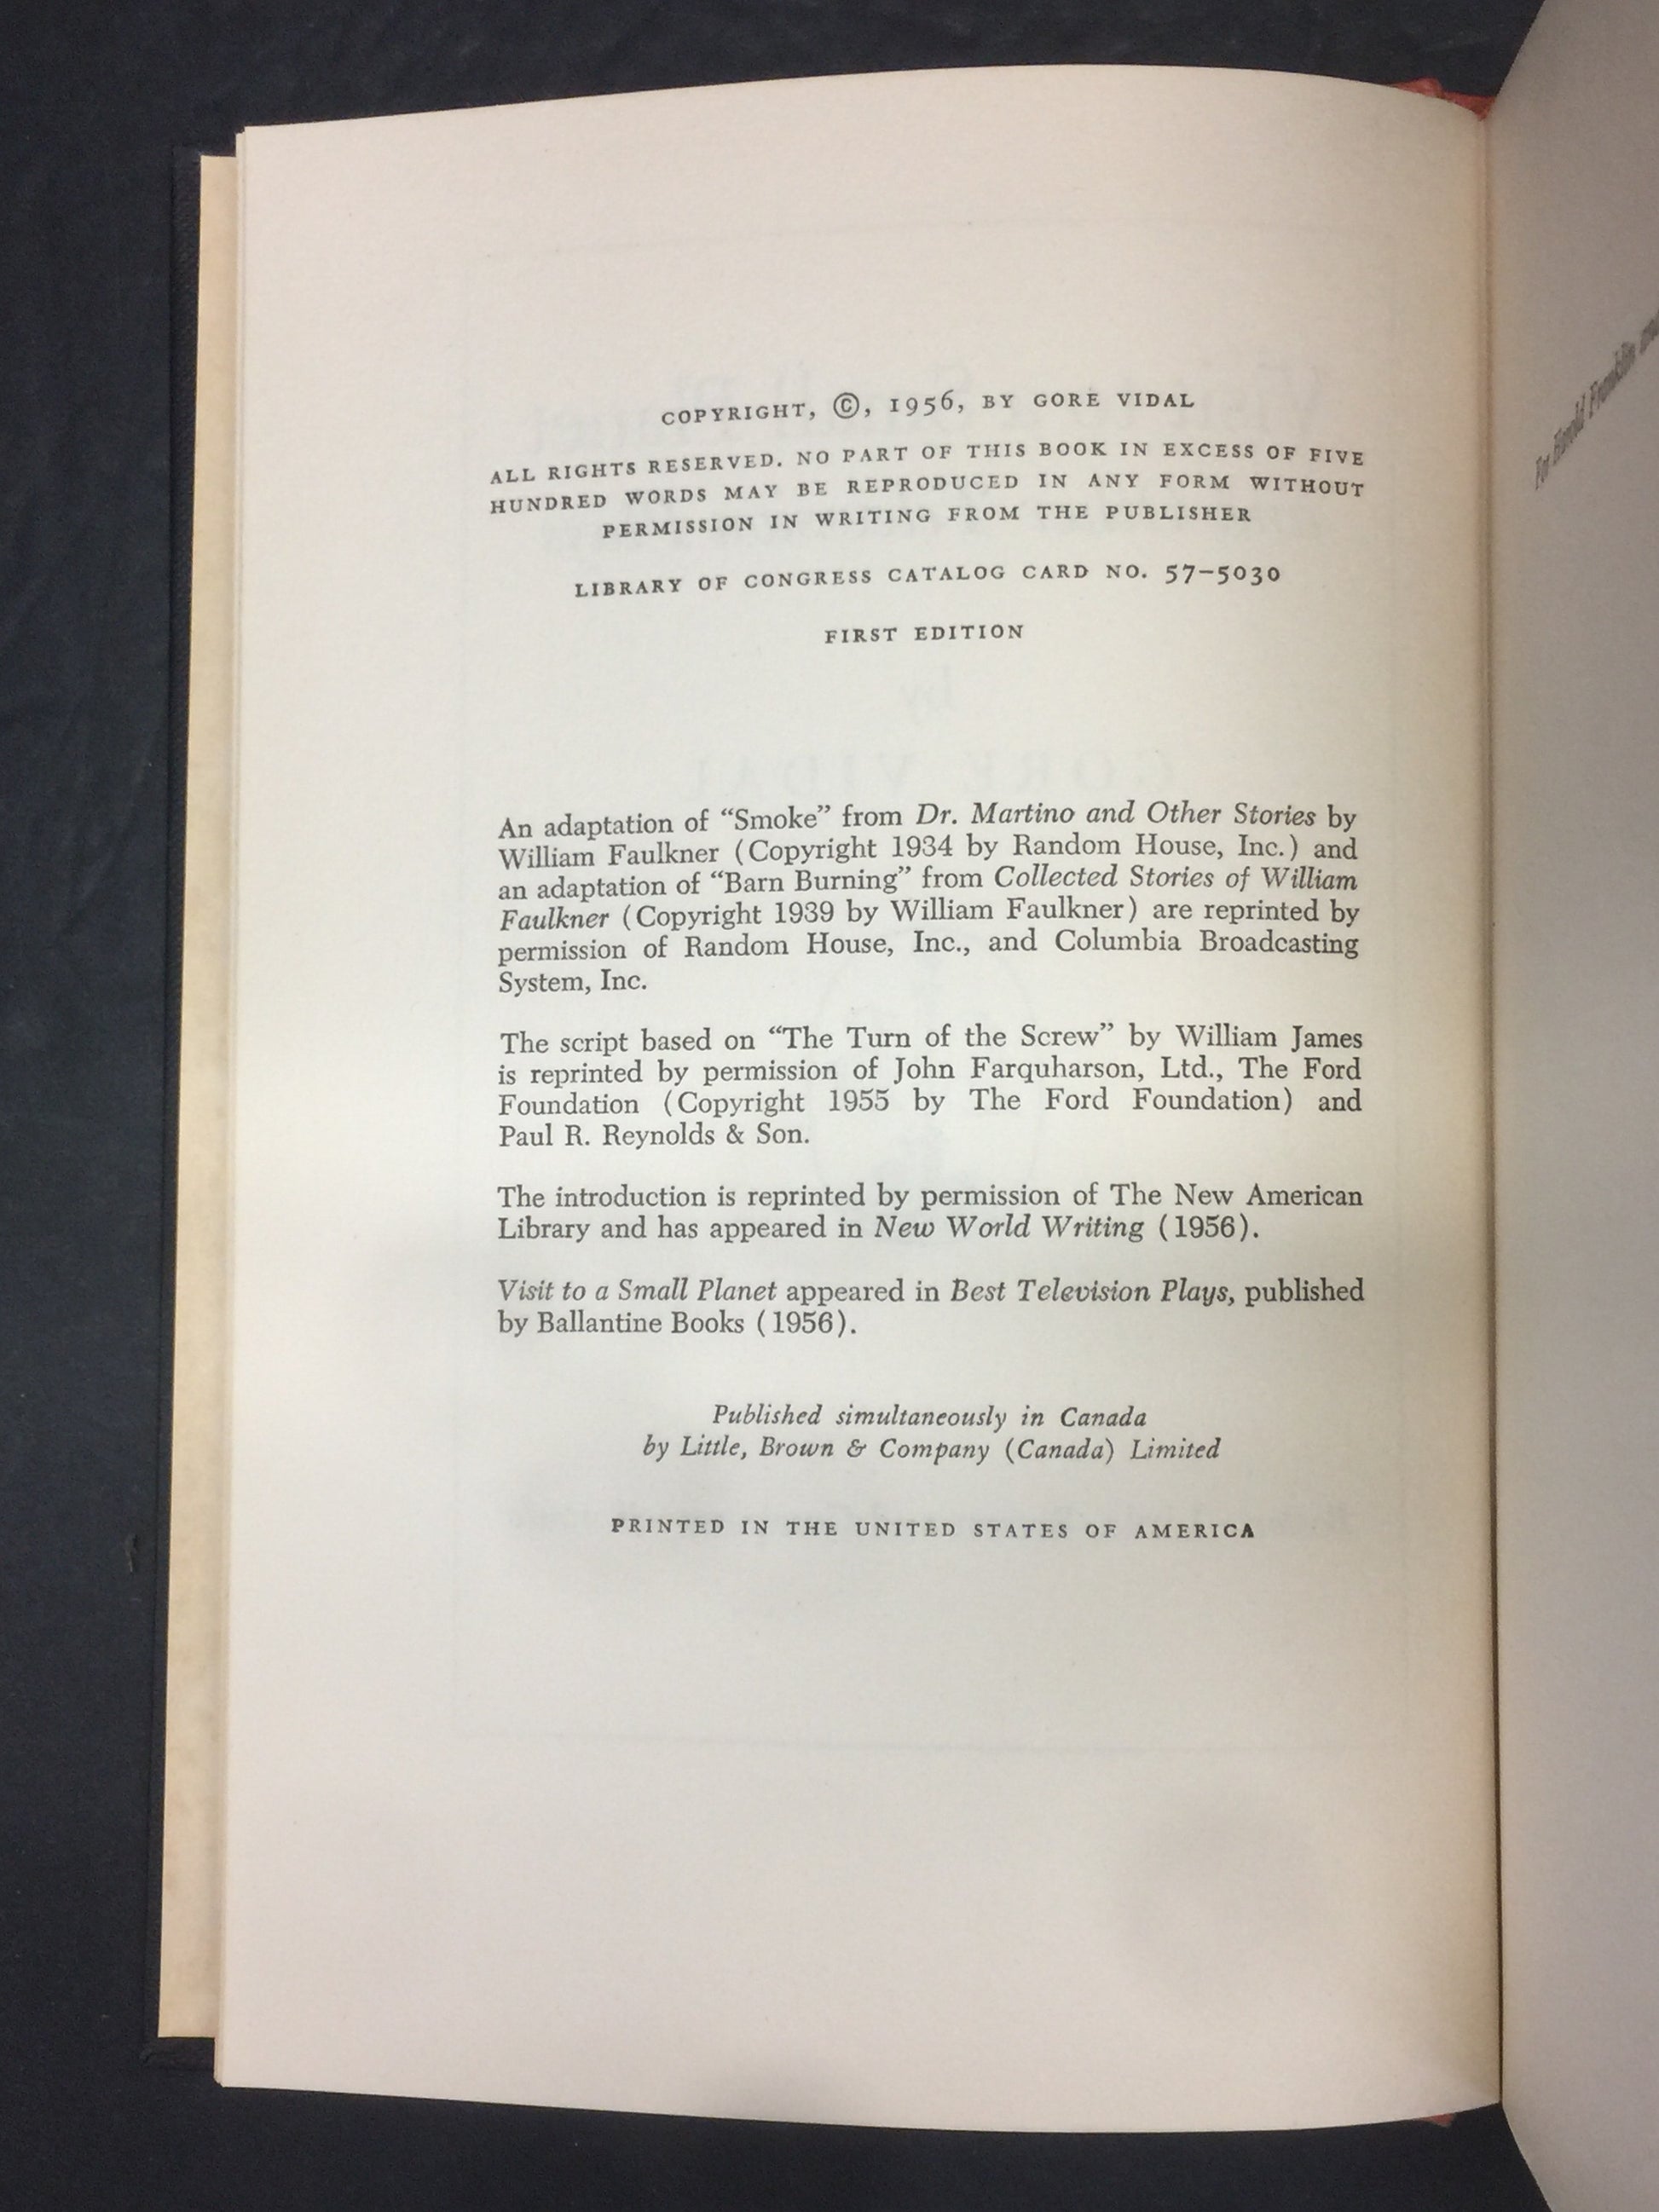 COPYRIGHT, ©, 1956, BY GORE VIDAL
ALL RIGHTS RESERVED. NO PART OF THIS BOOK IN EXCESS OF FIVE
HUNDRED WORDS MAY BE REPRODUCED IN ANY FORM WITHOUT
PERMISSION IN WRITING FROM THE PUBLISHER
LIBRARY OF CONGRESS CATALOG CARD NO. 57–5030
FIRST EDITION
An adaptation of “Smoke” from Dr. Martino and Other Stories by
William Faulkner (Copyright 1934 by Random House, Inc.) and
an adaptation of “Barn Burning” from Collected Stories of William
Faulkner (Copyright 1939 by William Faulkner) are reprinted by
permission of Random House, Inc., and Columbia Broadcasting
System, Inc.
The script based on “The Turn of the Screw” by William James
is reprinted by permission of John Farquharson, Ltd., The Ford
Foundation (Copyright 1955 by The Ford Foundation) and
Paul R. Reynolds & Son.
The introduction is reprinted by permission of The New American
Library and has appeared in New World Writing (1956).
Visit to a Small Planet appeared in Best Television Plays, published
by Ballantine Books (1956).
Published simultaneously in Canada
by Little, Brown & Company (Canada) Limited
PRINTED IN THE UNITED STATES OF AMERICA
For Harold Franklin